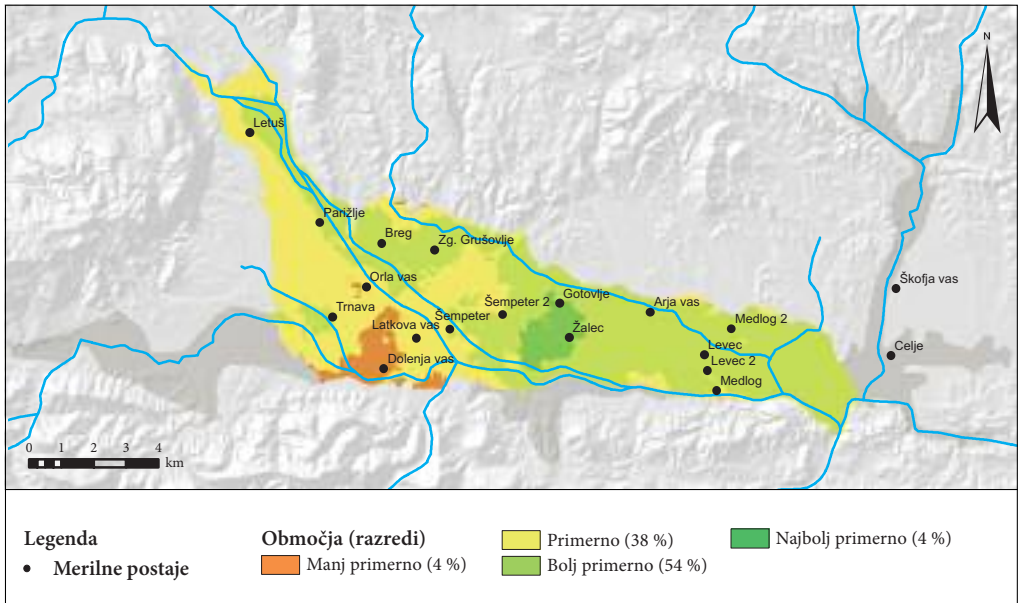 N
Letuš
Parižlje
Breg
Zg. Grušovlje
Orla vas
Škofja vas
Trnava
Šempeter 2
Gotovlje
Arja vas
Latkova vas
Šempeter
Medlog 2
Žalec
Levec
Celje
Dolenja vas
Levec 2
Medlog
0 1 2 3 4
km
Legenda
Merilne postaje
Območja (razredi)
Manj primerno (4 %)
Primerno (38 %)
Bolj primerno (54 %)
Najbolj primerno (4 %)